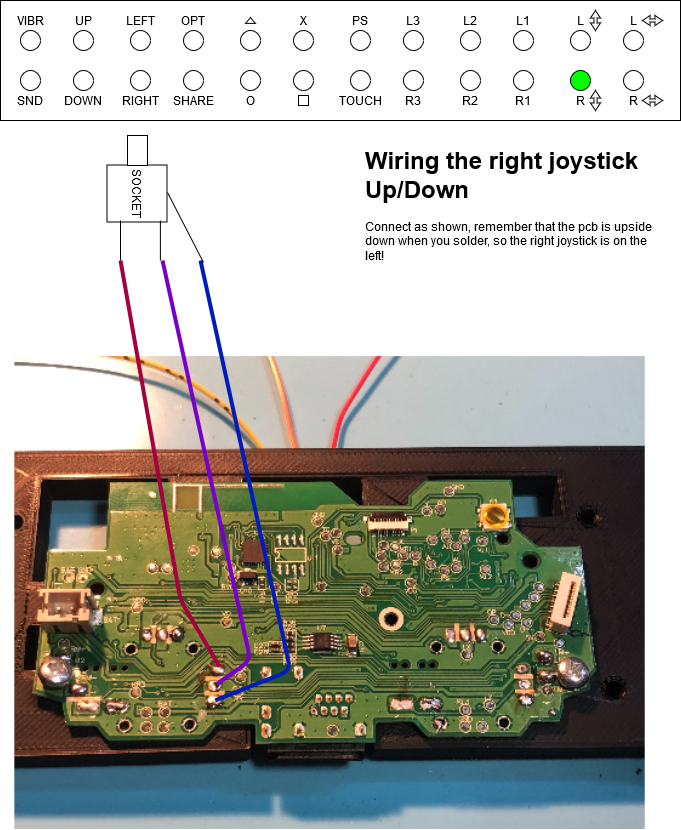 VIBR UP LEFT OPT △ X PS L3 L2 L1 L L
SND DOWN RIGHT SHARE O □ TOUCH R3 R2 R1 R R
SOCKET
Wiring the right joystick
Up/Down
Connect as shown, remember that the pcb is upside
down when you solder, so the right joystick is on the
left!